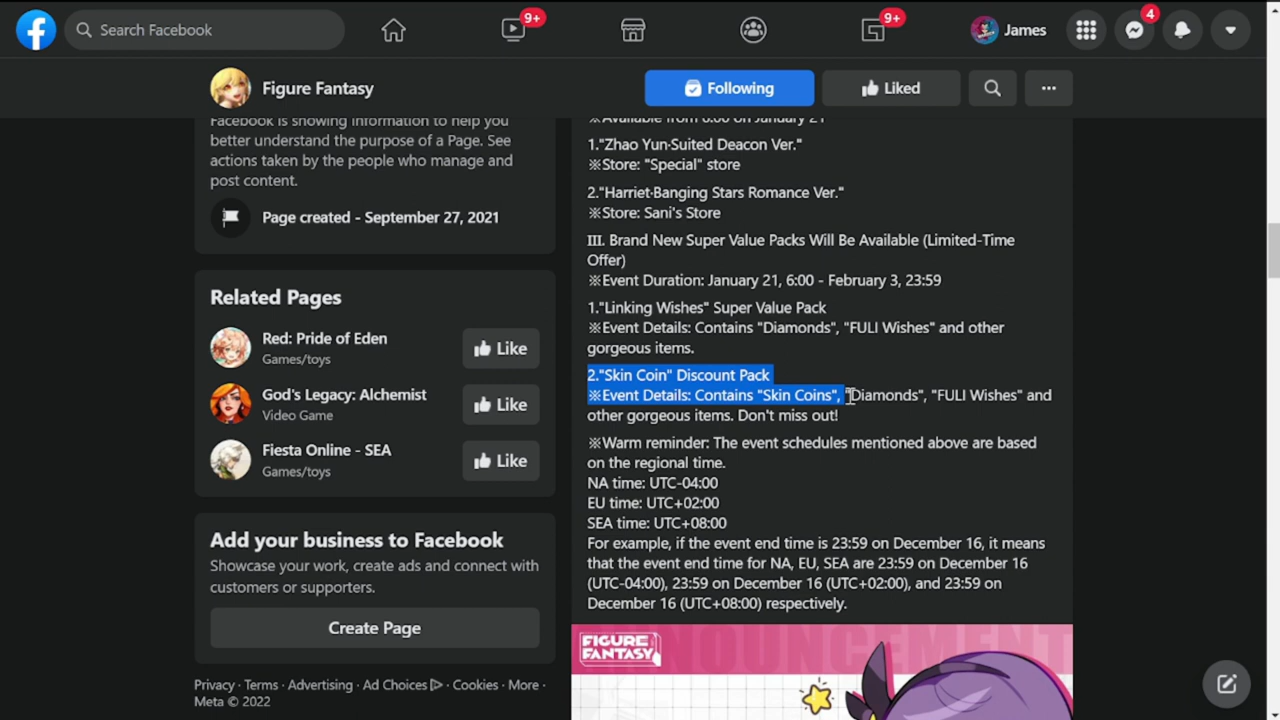 Search Facebook
9+
9+
James
4
Figure Fantasy
Following
Liked
Facebook is showing information to help you
better understand the purpose of a Page. See
actions taken by the people who manage and
post content.
Page created - September 27, 2021
Related Pages
Red: Pride of Eden
Games/toys
Like
God's Legacy: Alchemist
Video Game
Like
Fiesta Online - SEA
Games/toys
Like
Add your business to Facebook
Showcase your work, create ads and connect with
customers or supporters.
Create Page
Privacy · Terms · Advertising · Ad Choices · Cookies · More ·
Meta © 2022
※Available from 6:00 on January 21
1."Zhao Yun·Suited Deacon Ver."
※Store: "Special" store
2."Harriet·Banging Stars Romance Ver."
※Store: Sani's Store
III. Brand New Super Value Packs Will Be Available (Limited-Time
Offer)
※Event Duration: January 21, 6:00 - February 3, 23:59
1."Linking Wishes" Super Value Pack
※Event Details: Contains "Diamonds", "FULI Wishes" and other
gorgeous items.
2."Skin Coin" Discount Pack
※Event Details: Contains "Skin Coins", "Diamonds", "FULI Wishes" and
other gorgeous items. Don't miss out!
※Warm reminder: The event schedules mentioned above are based
on the regional time.
NA time: UTC-04:00
EU time: UTC+02:00
SEA time: UTC+08:00
For example, if the event end time is 23:59 on December 16, it means
that the event end time for NA, EU, SEA are 23:59 on December 16
(UTC-04:00), 23:59 on December 16 (UTC+02:00), and 23:59 on
December 16 (UTC+08:00) respectively.
ANNOUNCEMENT
FIGURE
FANTASY